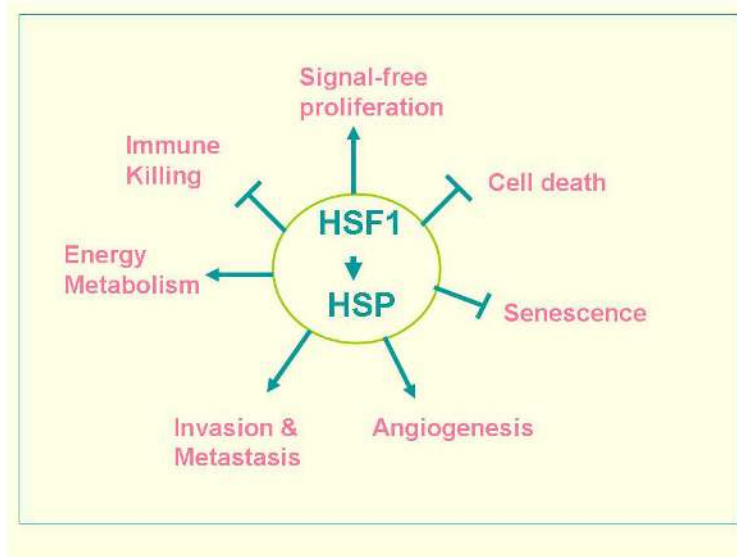 Signal-free
proliferation
Immune
Killing
Cell death
HSF1
Energy
Metabolism
HSP
Senescence
Invasion &
Metastasis
Angiogenesis